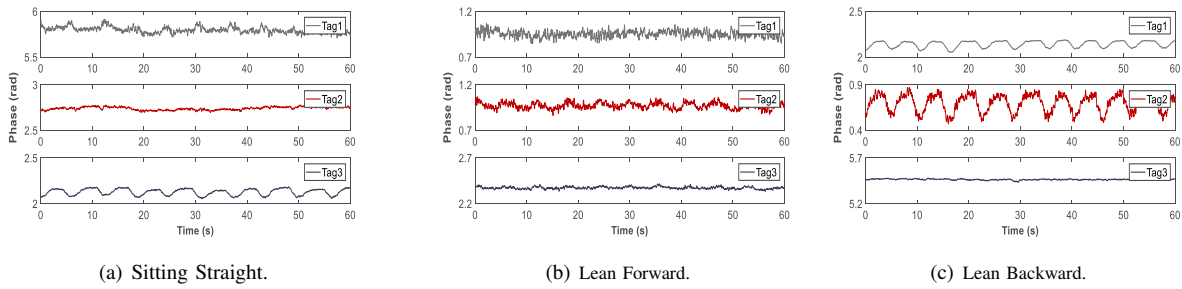 6
Tag1
5.5
0 10 20 30 40 50 60
3
Tag2
2.5
0 10 20 30 40 50 60
2.5
Tag3
2
0 10 20 30 40 50 60
Phase (rad)
Time (s)
(a) Sitting Straight.
1.2
Tag1
0.7
0 10 20 30 40 50 60
1.2
Tag2
0.7
0 10 20 30 40 50 60
2.7
Tag3
2.2
0 10 20 30 40 50 60
Phase (rad)
Time (s)
(b) Lean Forward.
2.5
Tag1
2
0 10 20 30 40 50 60
0.9
Tag2
0.4
0 10 20 30 40 50 60
5.7
Tag3
5.2
0 10 20 30 40 50 60
Phase (rad)
Time (s)
(c) Lean Backward.